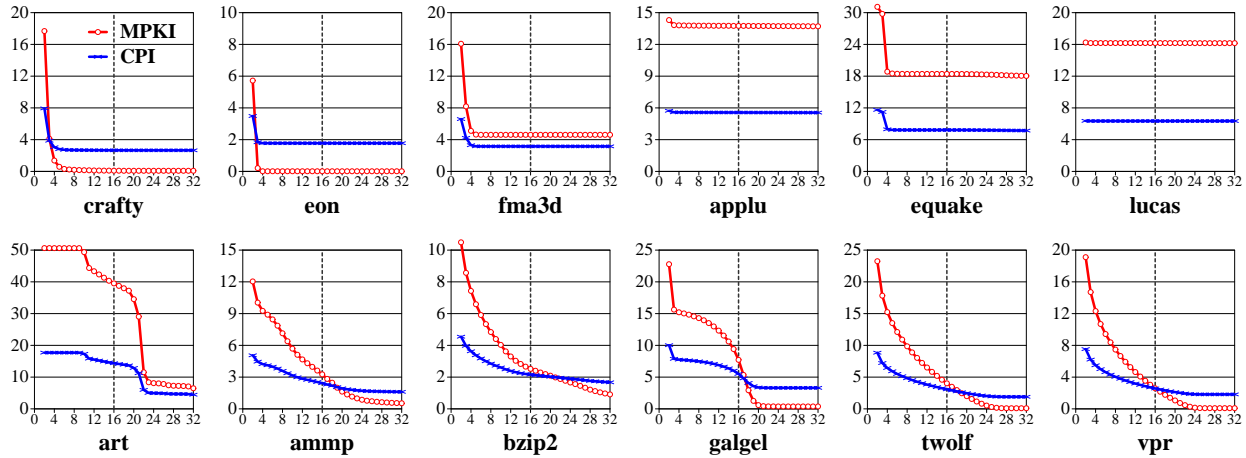 20 10 20 15 30 20
MPKI
CPI
16 8 16 12 24 16
12 6 12 9 18 12
8 4 8 6 12 8
4 2 4 3 6 4
0 0 0 0 0 0
0 4 8 12 16 20 24 28 32 0 4 8 12 16 20 24 28 32 0 4 8 12 16 20 24 28 32 0 4 8 12 16 20 24 28 32 0 4 8 12 16 20 24 28 32 0 4 8 12 16 20 24 28 32
crafty eon fma3d applu equake lucas
50 15 10 25 25 20
40 12 8 20 20 16
30 9 6 15 15 12
20 6 4 10 10 8
10 3 2 5 5 4
0 0 0 0 0 0
0 4 8 12 16 20 24 28 32 0 4 8 12 16 20 24 28 32 0 4 8 12 16 20 24 28 32 0 4 8 12 16 20 24 28 32 0 4 8 12 16 20 24 28 32 0 4 8 12 16 20 24 28 32
art ammp bzip2 galgel twolf vpr